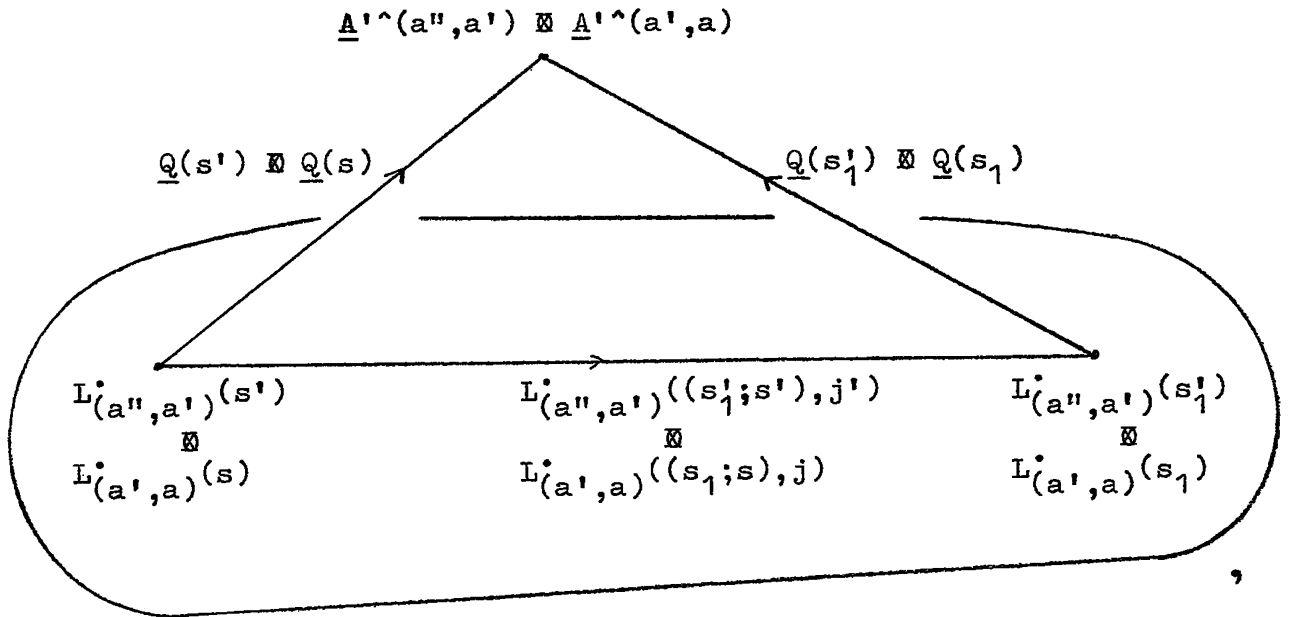 A'^(a",a') ⊠ A'^(a',a)
Q(s') ⊠ Q(s)
Q(s'₁) ⊠ Q(s₁)
L•(a",a')(s') L•(a",a')((s'₁;s'),j') L•(a",a')(s'₁)
⊠ ⊠ ⊠
L•(a',a)(s) L•(a',a)((s₁;s),j) L•(a',a)(s₁)
,